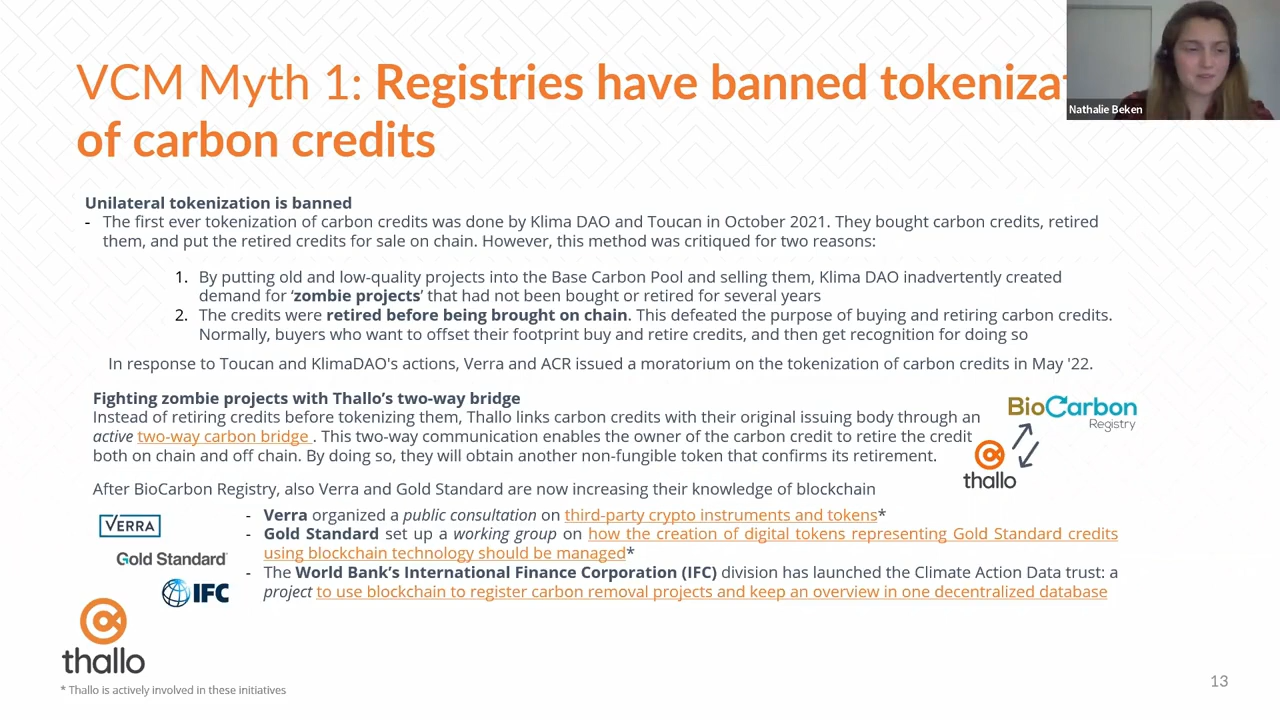 VCM Myth 1: Registries have banned tokeniza
of carbon credits
Nathalie Beken
Unilateral tokenization is banned
- The first ever tokenization of carbon credits was done by Klima DAO and Toucan in October 2021. They bought carbon credits, retired
them, and put the retired credits for sale on chain. However, this method was critiqued for two reasons:
1. By putting old and low-quality projects into the Base Carbon Pool and selling them, Klima DAO inadvertently created
demand for ‘zombie projects’ that had not been bought or retired for several years
2. The credits were retired before being brought on chain. This defeated the purpose of buying and retiring carbon credits.
Normally, buyers who want to offset their footprint buy and retire credits, and then get recognition for doing so
In response to Toucan and KlimaDAO's actions, Verra and ACR issued a moratorium on the tokenization of carbon credits in May '22.
Fighting zombie projects with Thallo’s two-way bridge
Instead of retiring credits before tokenizing them, Thallo links carbon credits with their original issuing body through an
active two-way carbon bridge . This two-way communication enables the owner of the carbon credit to retire the credit
both on chain and off chain. By doing so, they will obtain another non-fungible token that confirms its retirement.
BioCarbon
Registry
thallo
After BioCarbon Registry, also Verra and Gold Standard are now increasing their knowledge of blockchain
VERRA
Gold Standard
IFC
- Verra organized a public consultation on third-party crypto instruments and tokens*
- Gold Standard set up a working group on how the creation of digital tokens representing Gold Standard credits
using blockchain technology should be managed*
- The World Bank’s International Finance Corporation (IFC) division has launched the Climate Action Data trust: a
project to use blockchain to register carbon removal projects and keep an overview in one decentralized database
thallo
* Thallo is actively involved in these initiatives
13